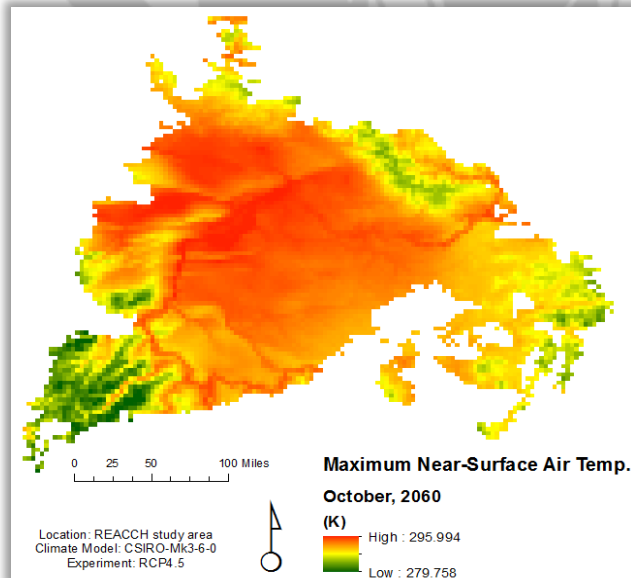 0 25 50 100 Miles
Maximum Near-Surface Air Temp.
October, 2060
(K)
High : 295.994
Low : 279.758
Location: REACCH study area
Climate Model: CSIRO-Mk3-6-0
Experiment: RCP4.5